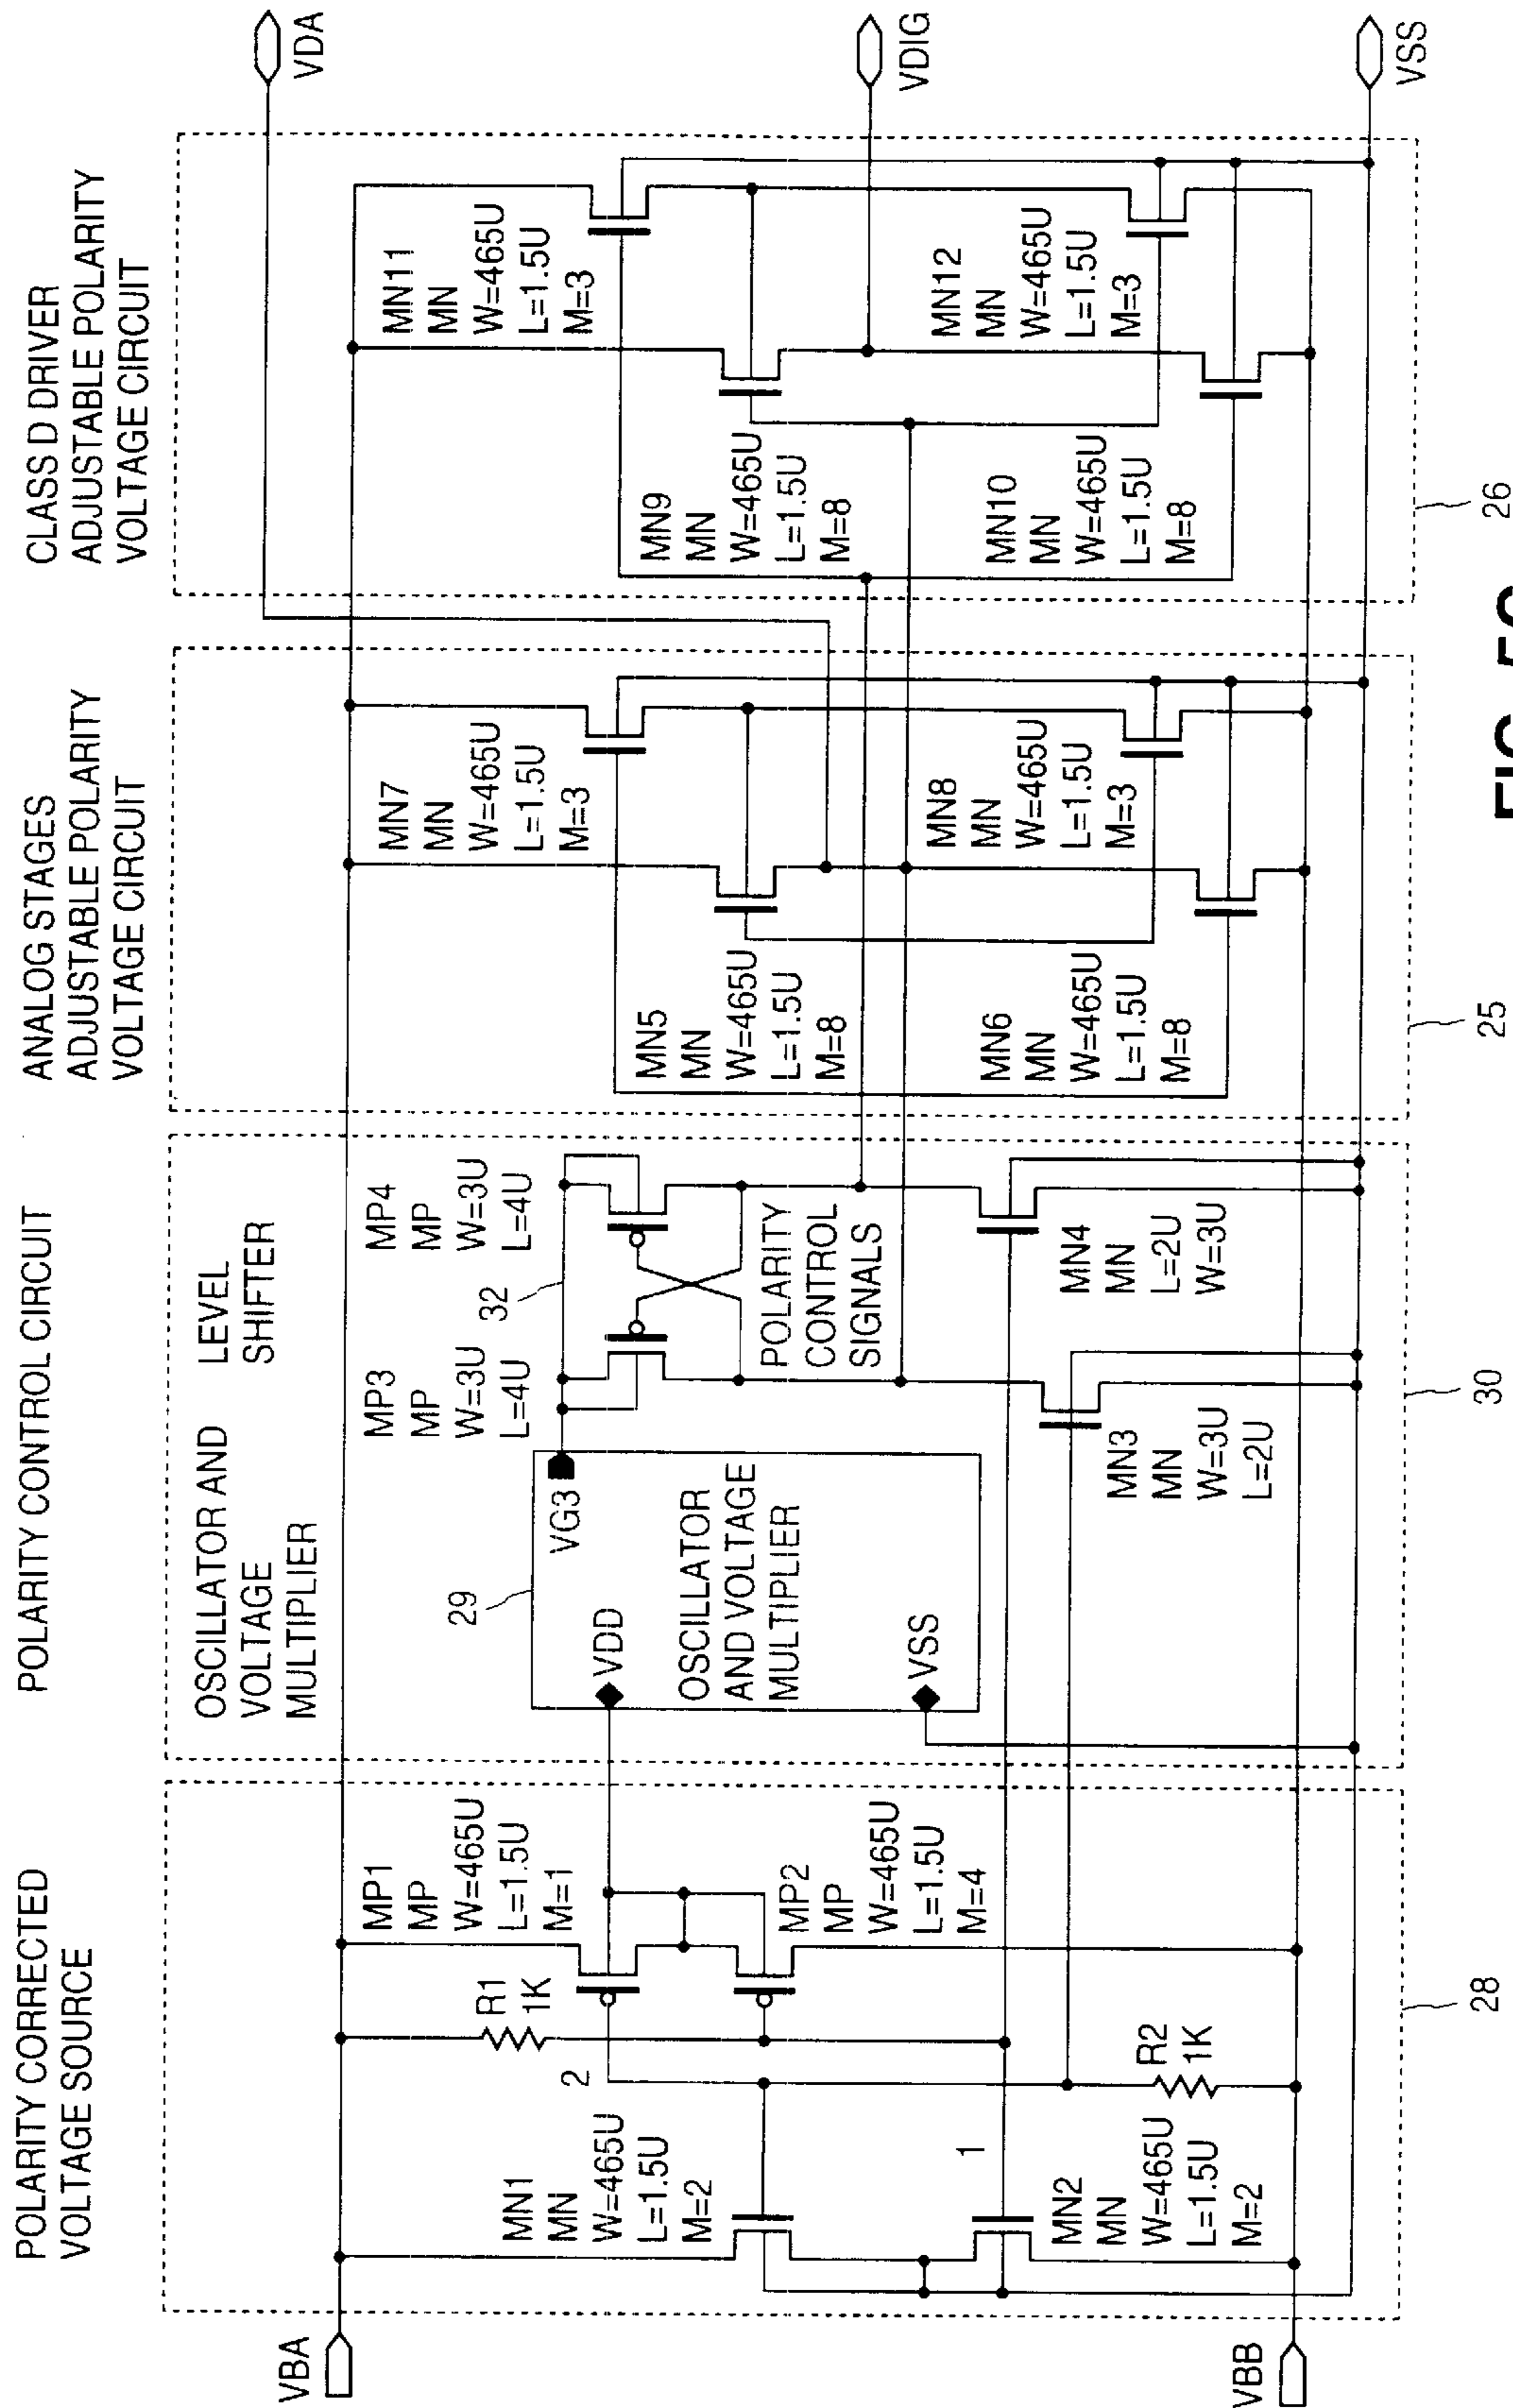 POLARITY CORRECTED
VOLTAGE SOURCE
POLARITY CONTROL CIRCUIT
ANALOG STAGES
ADJUSTABLE POLARITY
VOLTAGE CIRCUIT
CLASS D DRIVER
ADJUSTABLE POLARITY
VOLTAGE CIRCUIT
OSCILLATOR AND
VOLTAGE
MULTIPLIER
LEVEL
SHIFTER
VBA
VBB
MN1
MN
W=465U
L=1.5U
M=2
MN2
MN
W=465U
L=1.5U
M=2
2
1
R1
1K
R2
1K
MP1
MP
W=465U
L=1.5U
M=1
MP2
MP
W=465U
L=1.5U
M=4
28
29
VDD
VG3
OSCILLATOR
AND VOLTAGE
MULTIPLIER
VSS
MP3
MP
W=3U
L=4U
32
MP4
MP
W=3U
L=4U
POLARITY
CONTROL
SIGNALS
MN3
MN
W=3U
L=2U
MN4
MN
L=2U
W=3U
30
MN5
MN
W=465U
L=1.5U
M=8
MN6
MN
W=465U
L=1.5U
M=8
MN7
MN
W=465U
L=1.5U
M=3
MN8
MN
W=465U
L=1.5U
M=3
25
MN9
MN
W=465U
L=1.5U
M=8
MN10
MN
W=465U
L=1.5U
M=8
MN11
MN
W=465U
L=1.5U
M=3
MN12
MN
W=465U
L=1.5U
M=3
26
VDA
VDIG
VSS